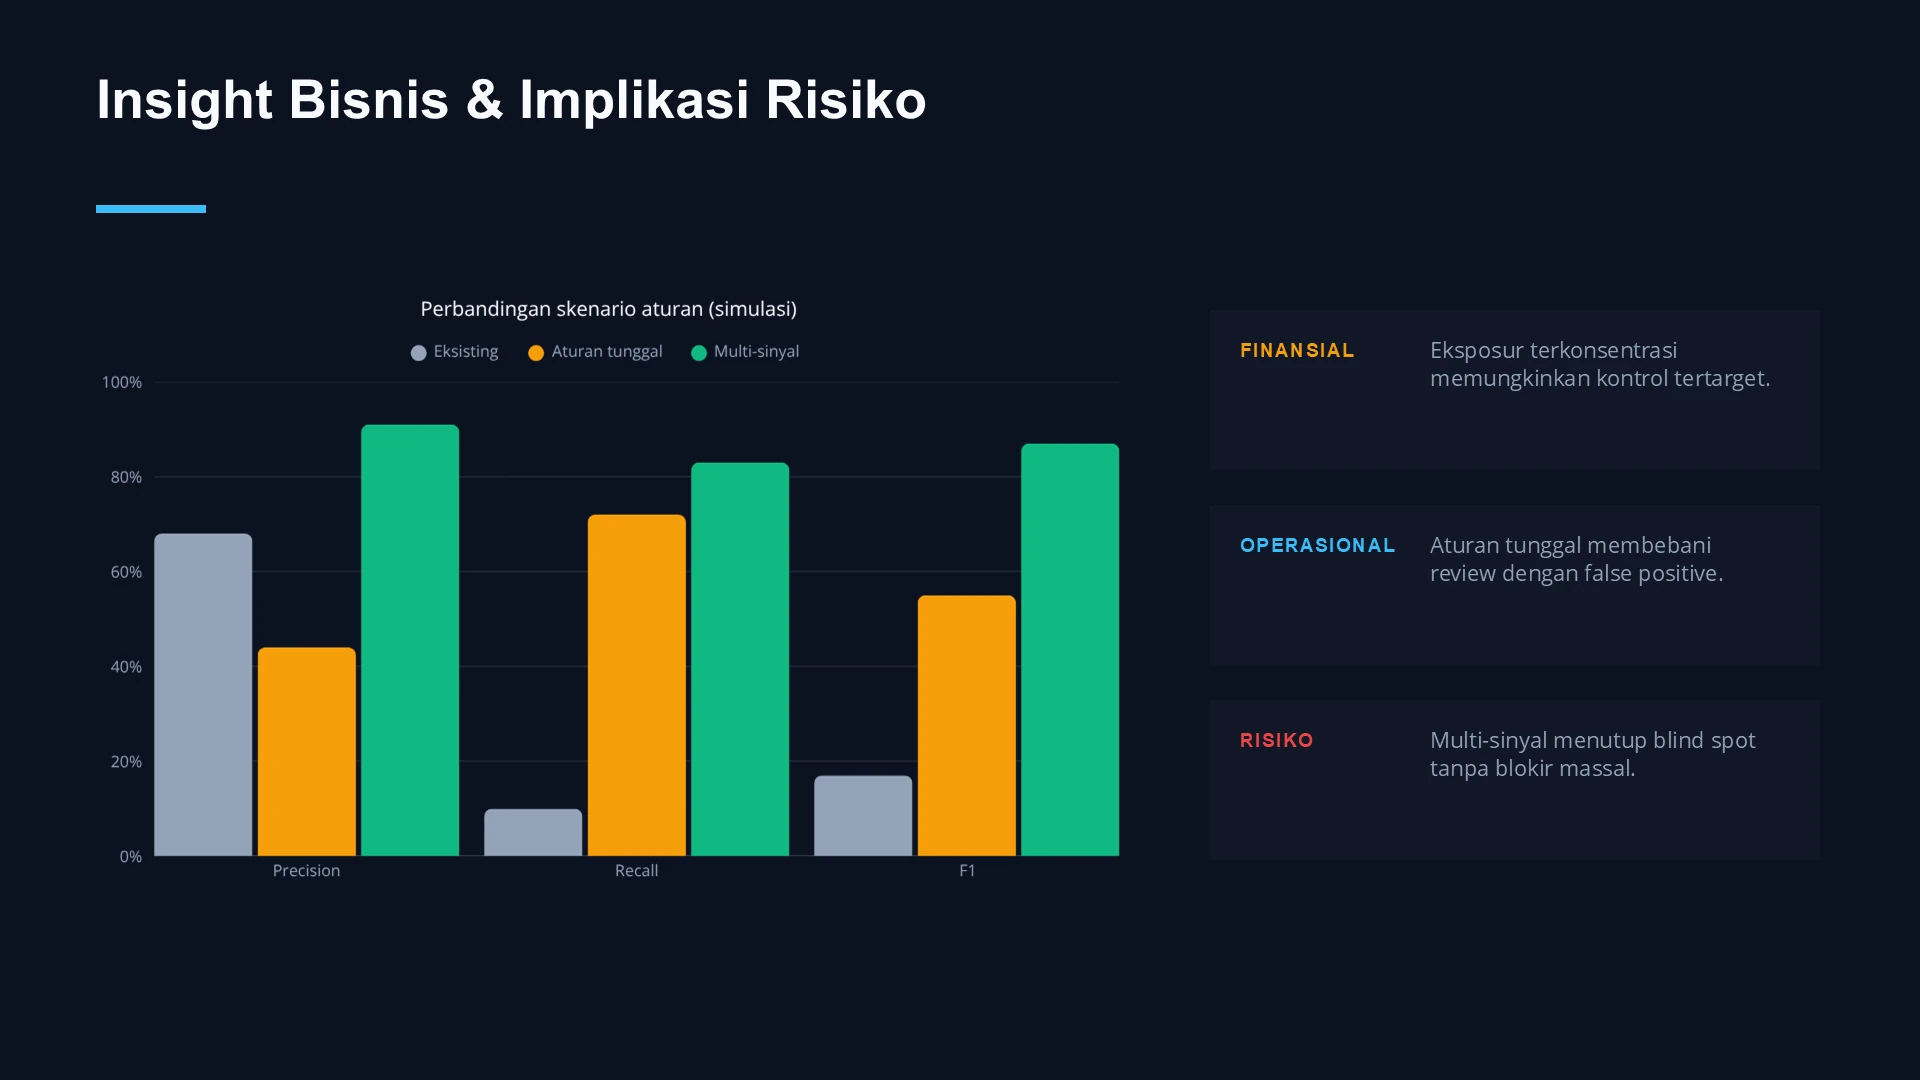 Insight Bisnis & Implikasi Risiko
Perbandingan skenario aturan (simulasi)
Eksisting
Aturan tunggal
Multi-sinyal
100%
80%
60%
40%
20%
0%
Precision
Recall
F1
FINANSIAL
Eksposur terkonsentrasi
memungkinkan kontrol tertarget.
OPERASIONAL
Aturan tunggal membebani
review dengan false positive.
RISIKO
Multi-sinyal menutup blind spot
tanpa blokir massal.